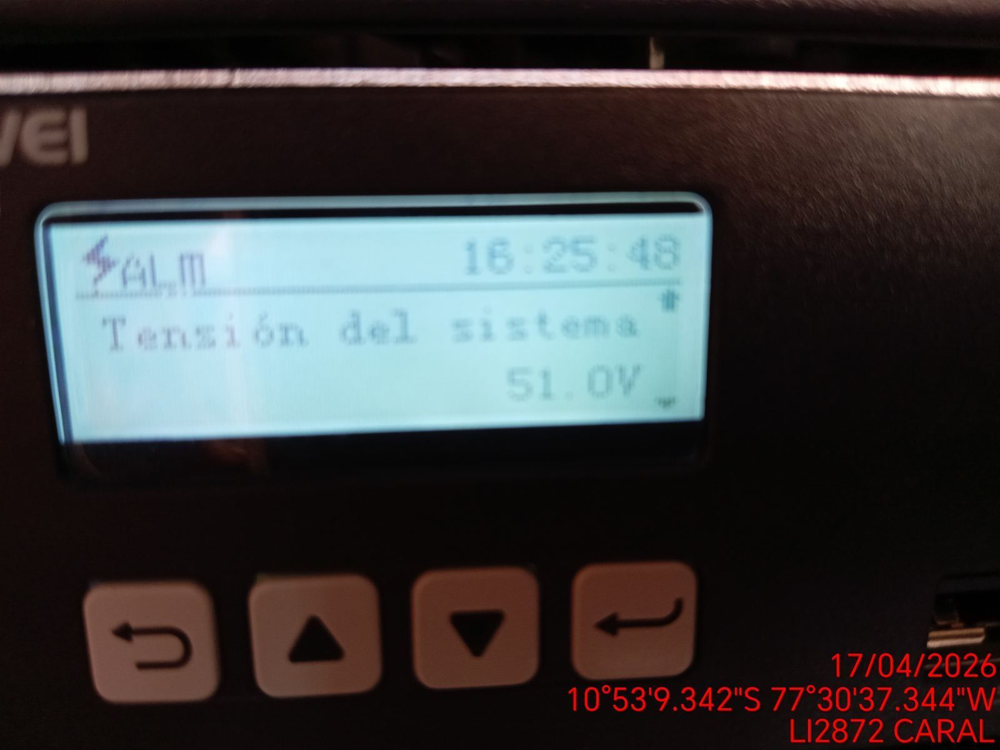 WEI
ALM 16:25:48
Tensión del sistema
51.0V
17/04/2026
10°53'9.342"S 77°30'37.344"W
LI2872 CARAL